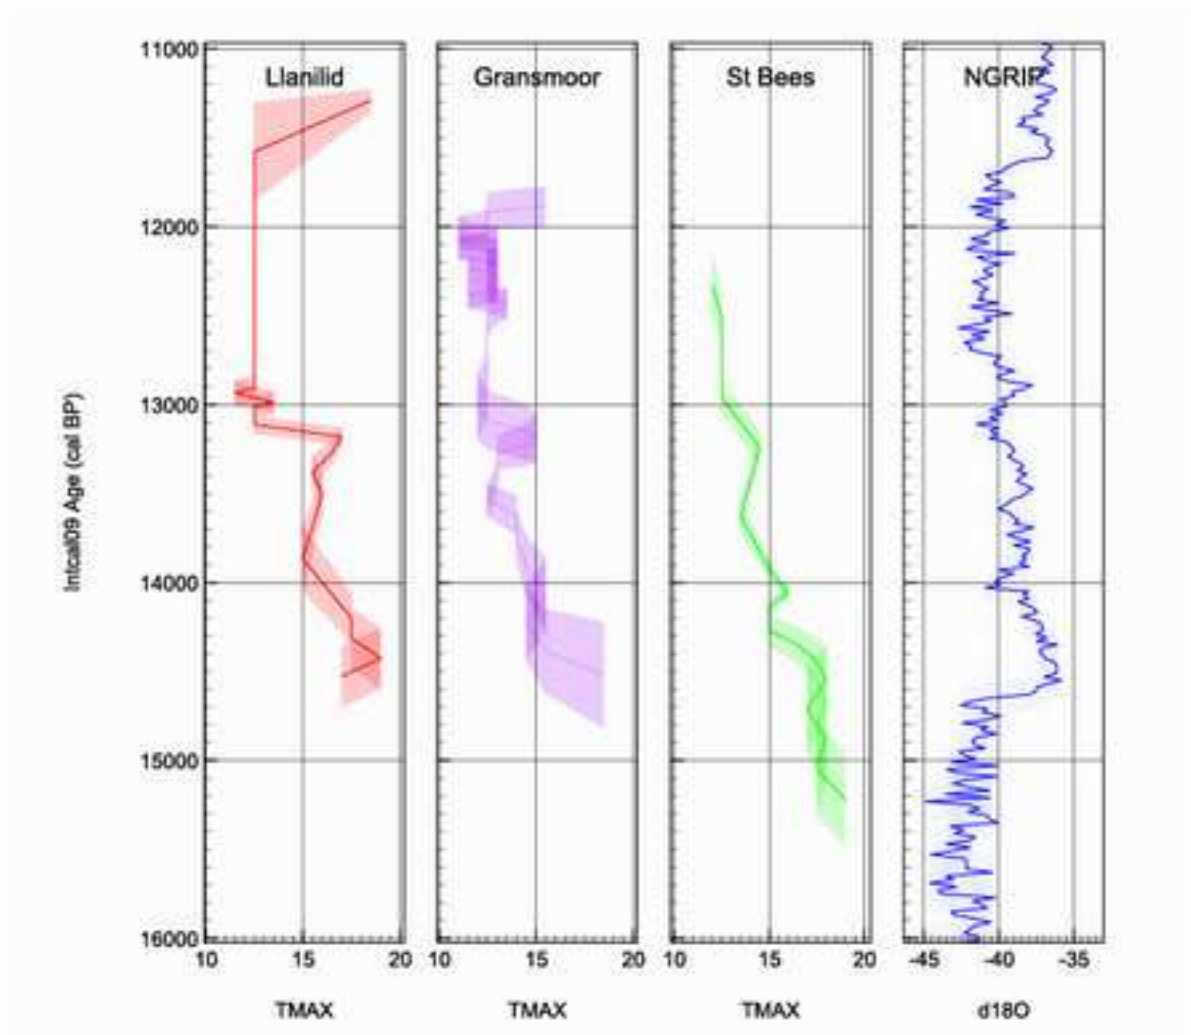 11000
12000
13000
14000
15000
16000
Intcal09 Age (cal BP)
Llanilid
Gransmoor
St Bees
NGRIP
10 15 20
10 15 20
10 15 20
-45 -40 -35
TMAX
TMAX
TMAX
d18O